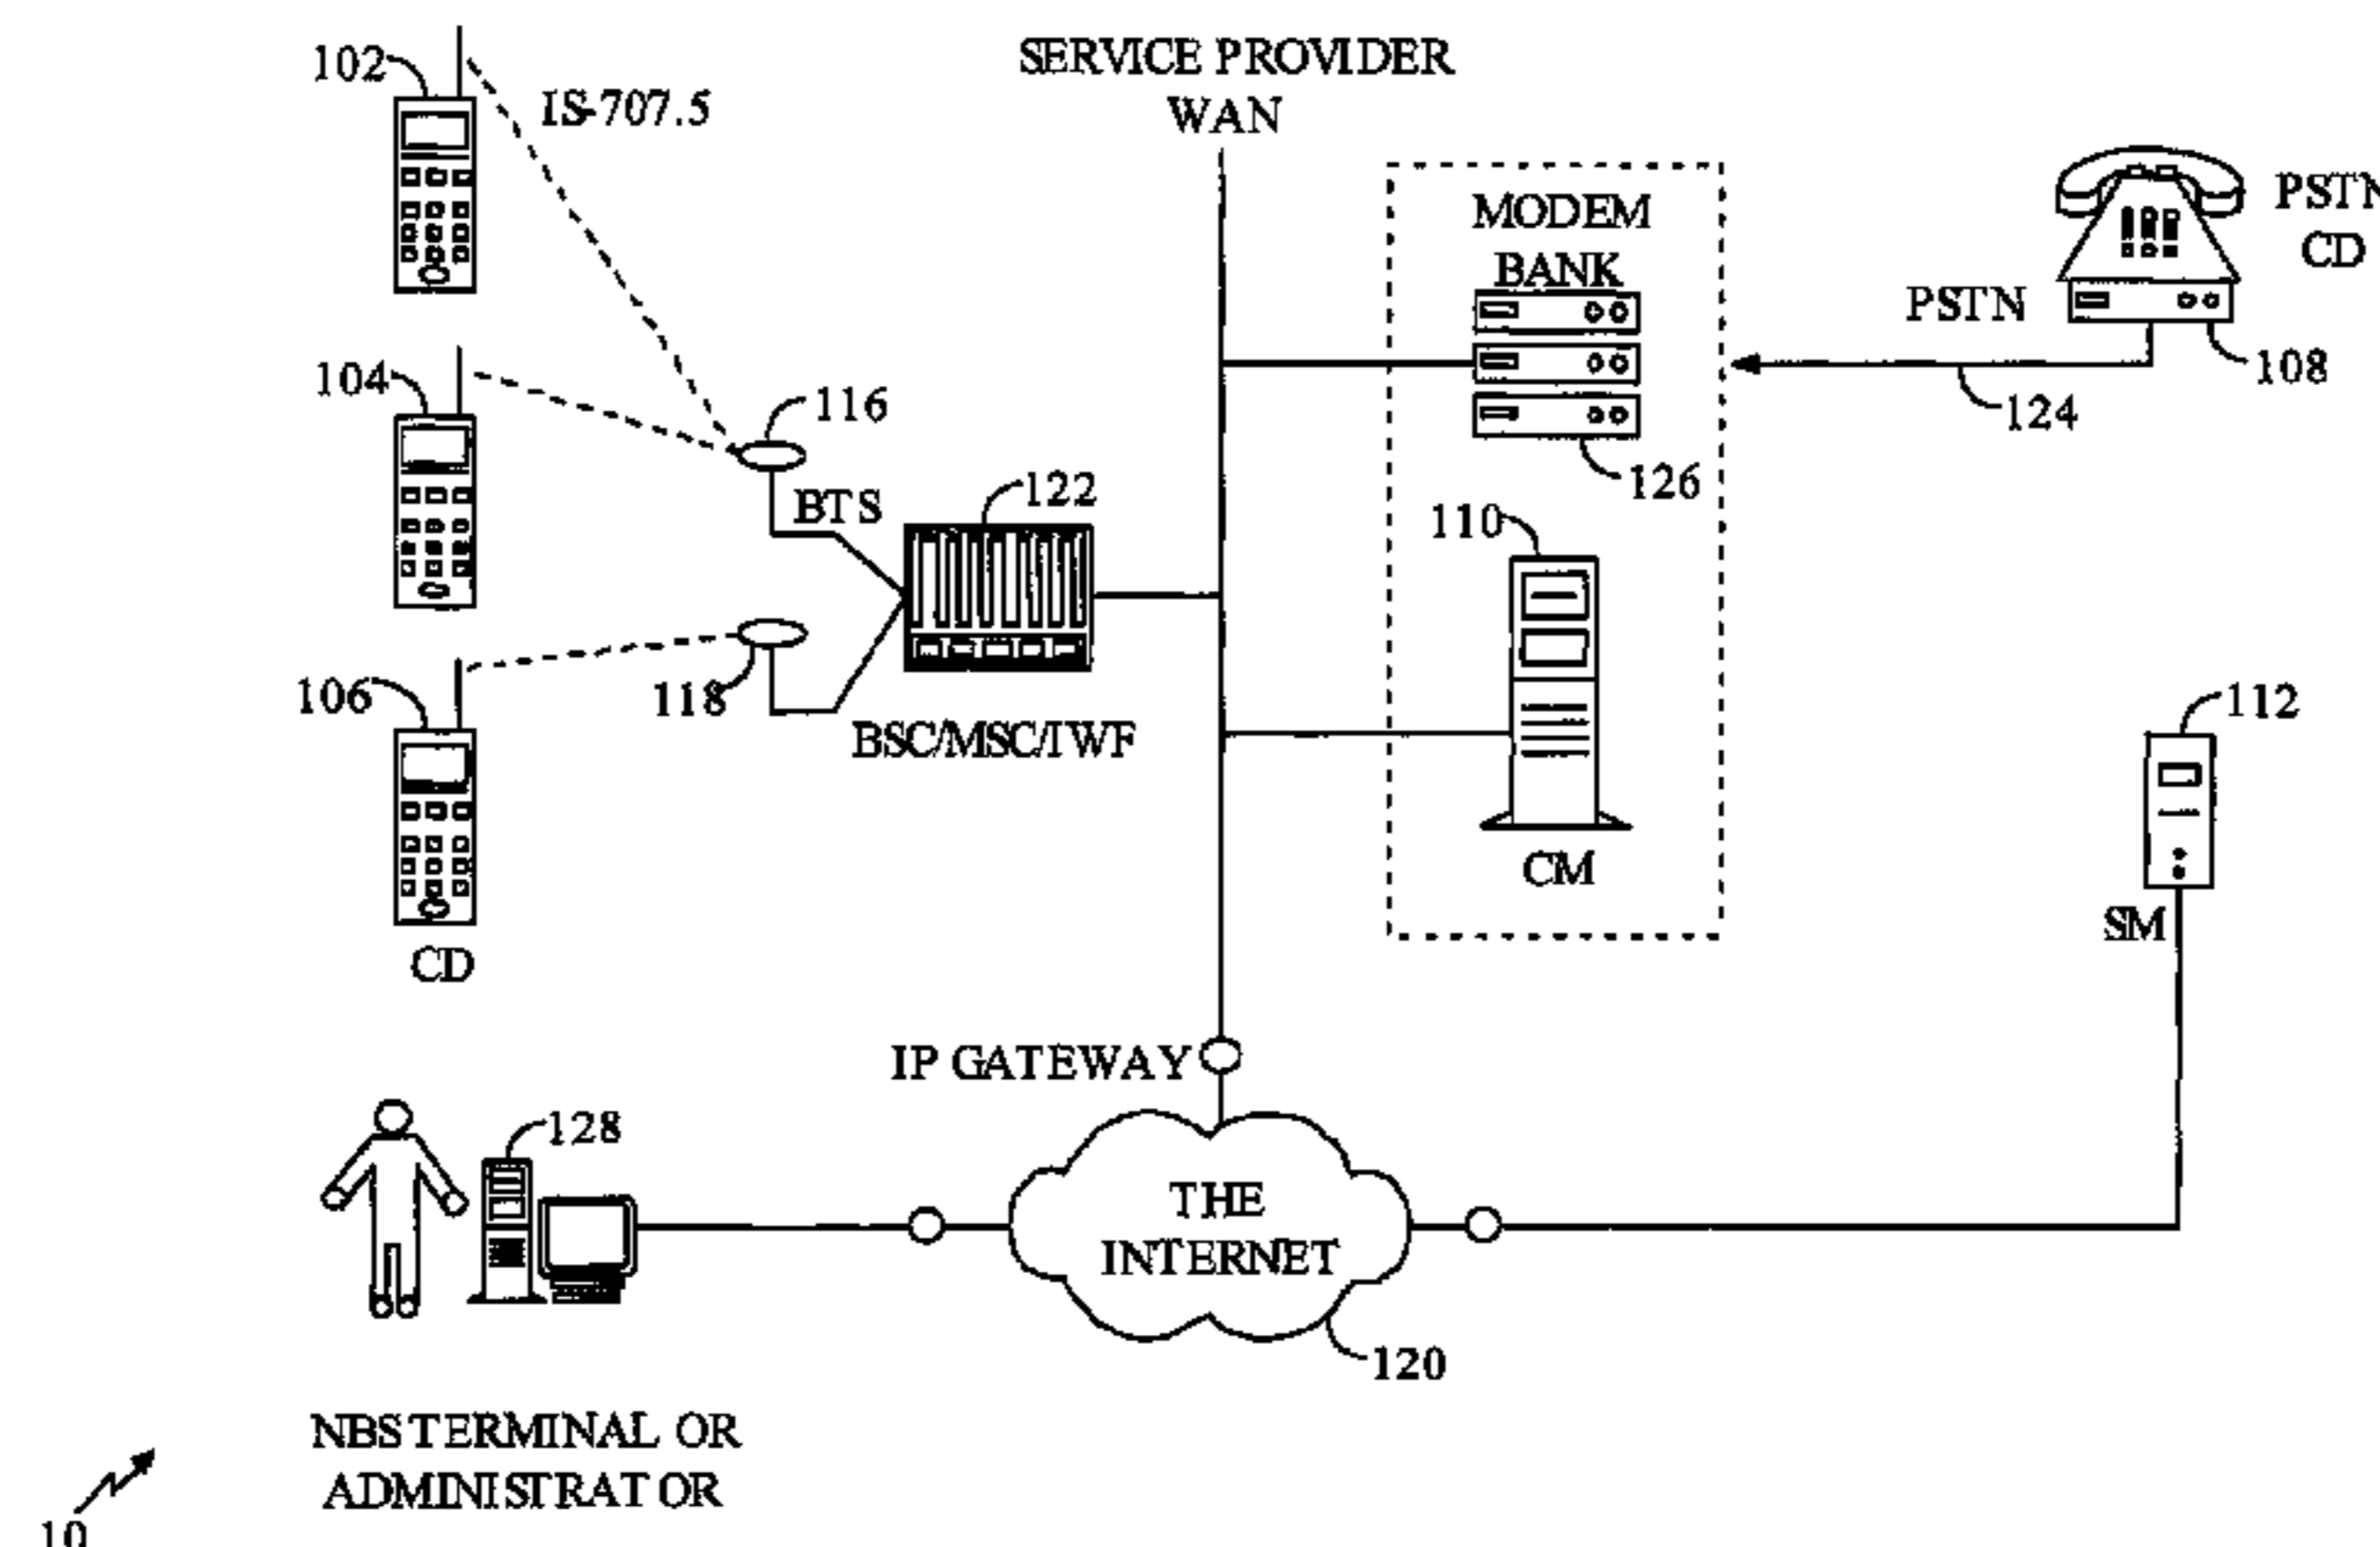 102
IS-707.5
SERVICE PROVIDER
WAN
MODEM
BANK
PSTN
CD
PSTN
108
124
104
116
BTS
122
126
110
106
118
BSC/MSC/IWF
112
CM
SM
CD
IP GATEWAY
128
THE
INTERNET
120
NBS TERMINAL OR
ADMINISTRATOR
10